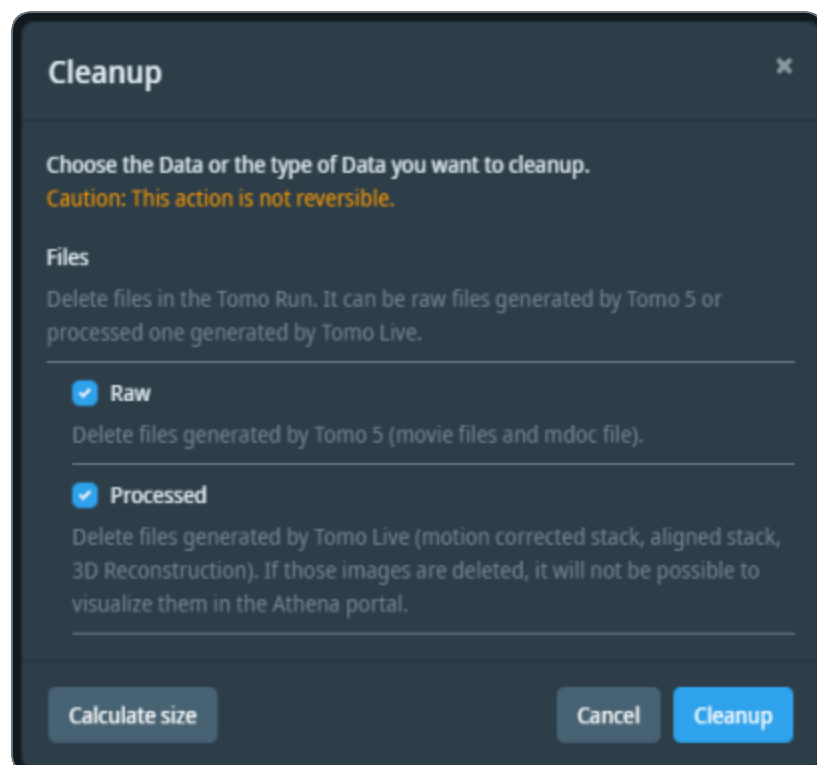 Cleanup
Choose the Data or the type of Data you want to cleanup.
Caution: This action is not reversible.
Files
Delete files in the Tomo Run. It can be raw files generated by Tomo 5 or
processed one generated by Tomo Live.
Raw
Delete files generated by Tomo 5 (movie files and mdoc file).
Processed
Delete files generated by Tomo Live (motion corrected stack, aligned stack,
3D Reconstruction). If those images are deleted, it will not be possible to
visualize them in the Athena portal.
Calculate size
Cancel
Cleanup